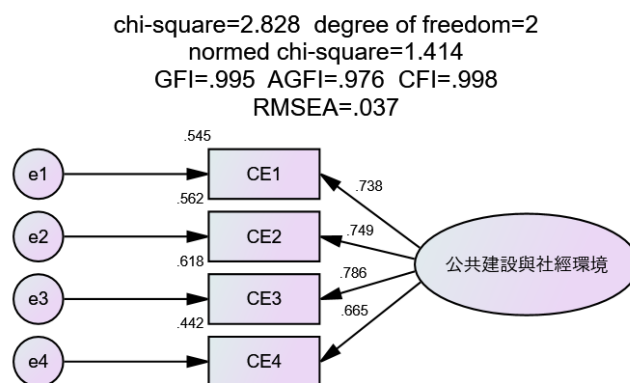 chi-square=2.828 degree of freedom=2
normed chi-square=1.414
GFI=.995 AGFI=.976 CFI=.998
RMSEA=.037
.545
e1
CE1
.738
.562
e2
CE2
.749
.618
公共建設與社經環境
e3
CE3
.786
.442
.665
e4
CE4